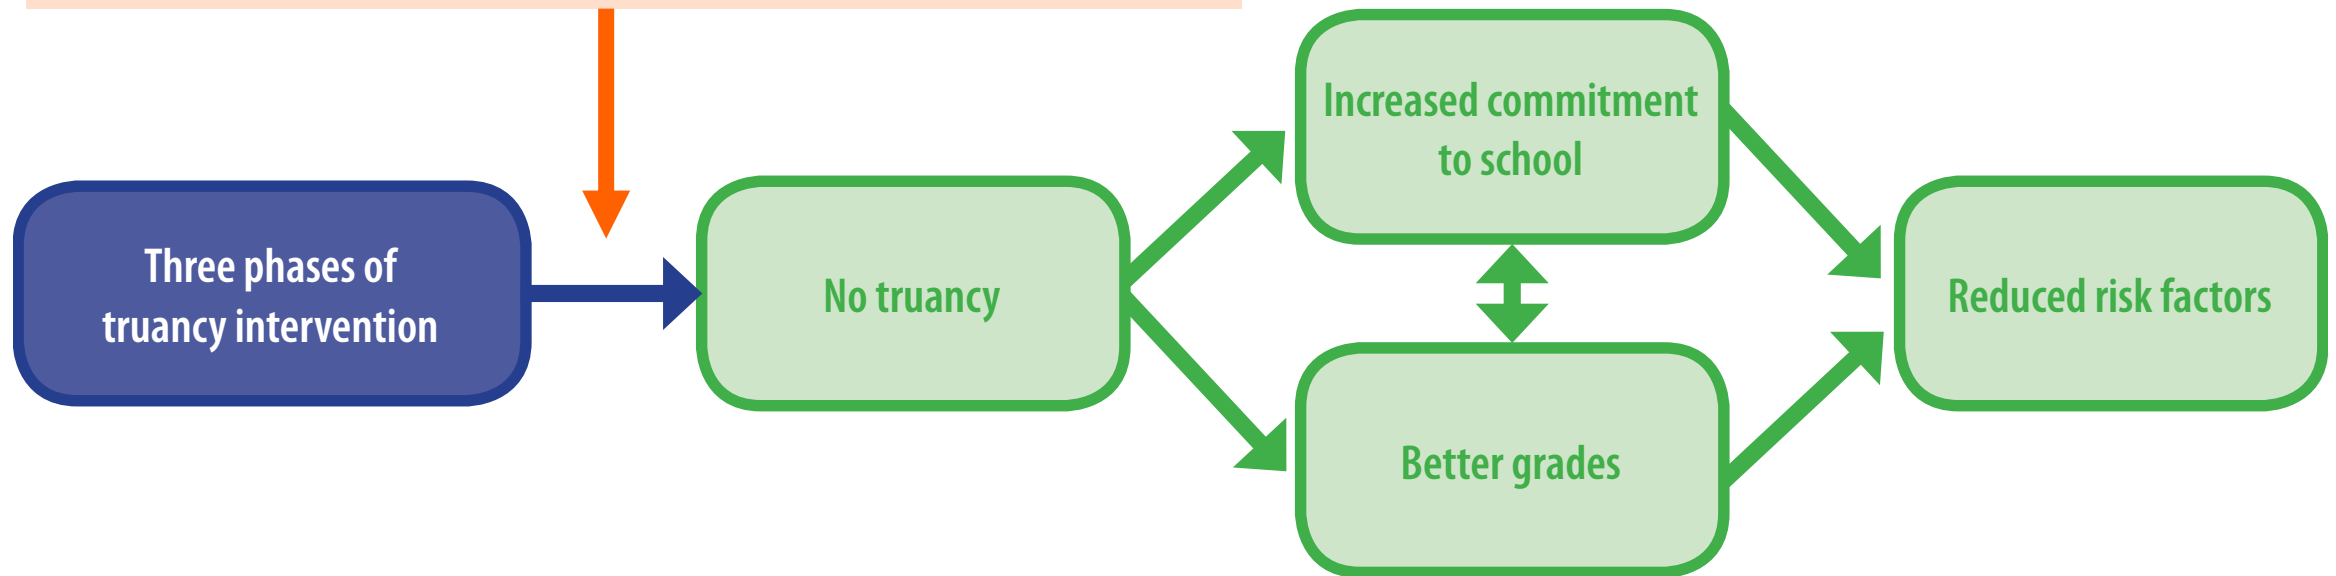 Three phases of
truancy intervention
No truancy
Increased commitment
to school
Better grades
Reduced risk factors